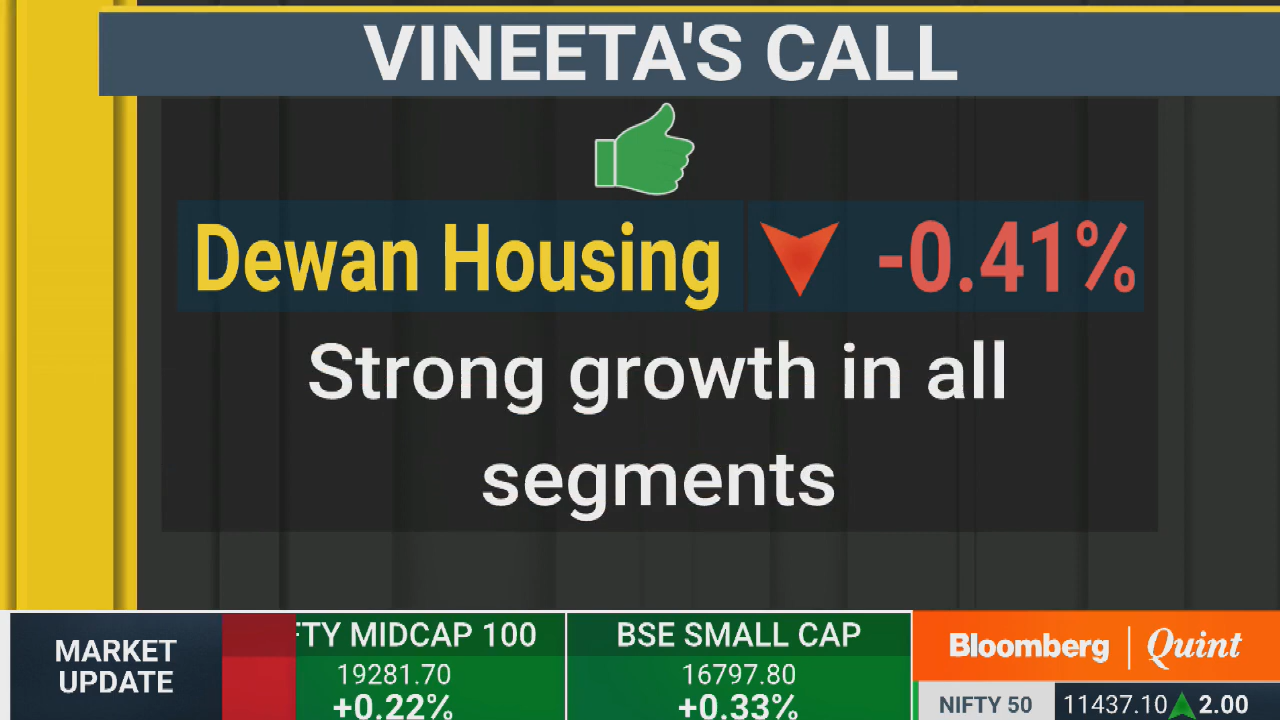 VINEETA'S CALL
Dewan Housing -0.41%
Strong growth in all
segments
MARKET
UPDATE
TY MIDCAP 100
19281.70
+0.22%
BSE SMALL CAP
16797.80
+0.33%
Bloomberg | Quint
NIFTY 50 11437.10 2.00